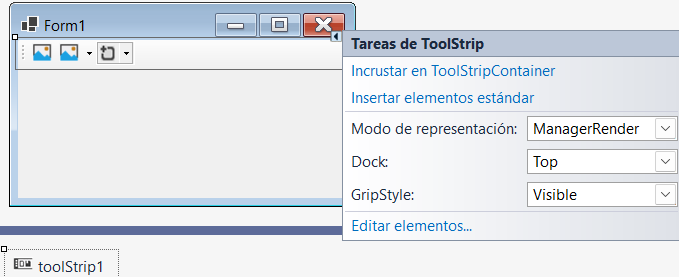 Form1
Tareas de ToolStrip
Incrustar en ToolStripContainer
Insertar elementos estándar
Modo de representación: ManagerRender
Dock: Top
GripStyle: Visible
Editar elementos...
toolStrip1